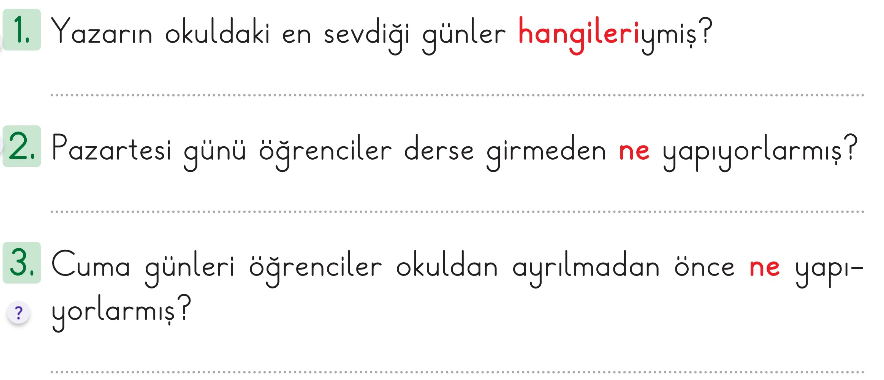 1. Yazarın okuldaki en sevdiği günler hangileriymiş?
2. Pazartesi günü öğrenciler derse girmeden ne yapıyorlarmış?
3. Cuma günleri öğrenciler okuldan ayrılmadan önce ne yapı-
? yorlarmış?